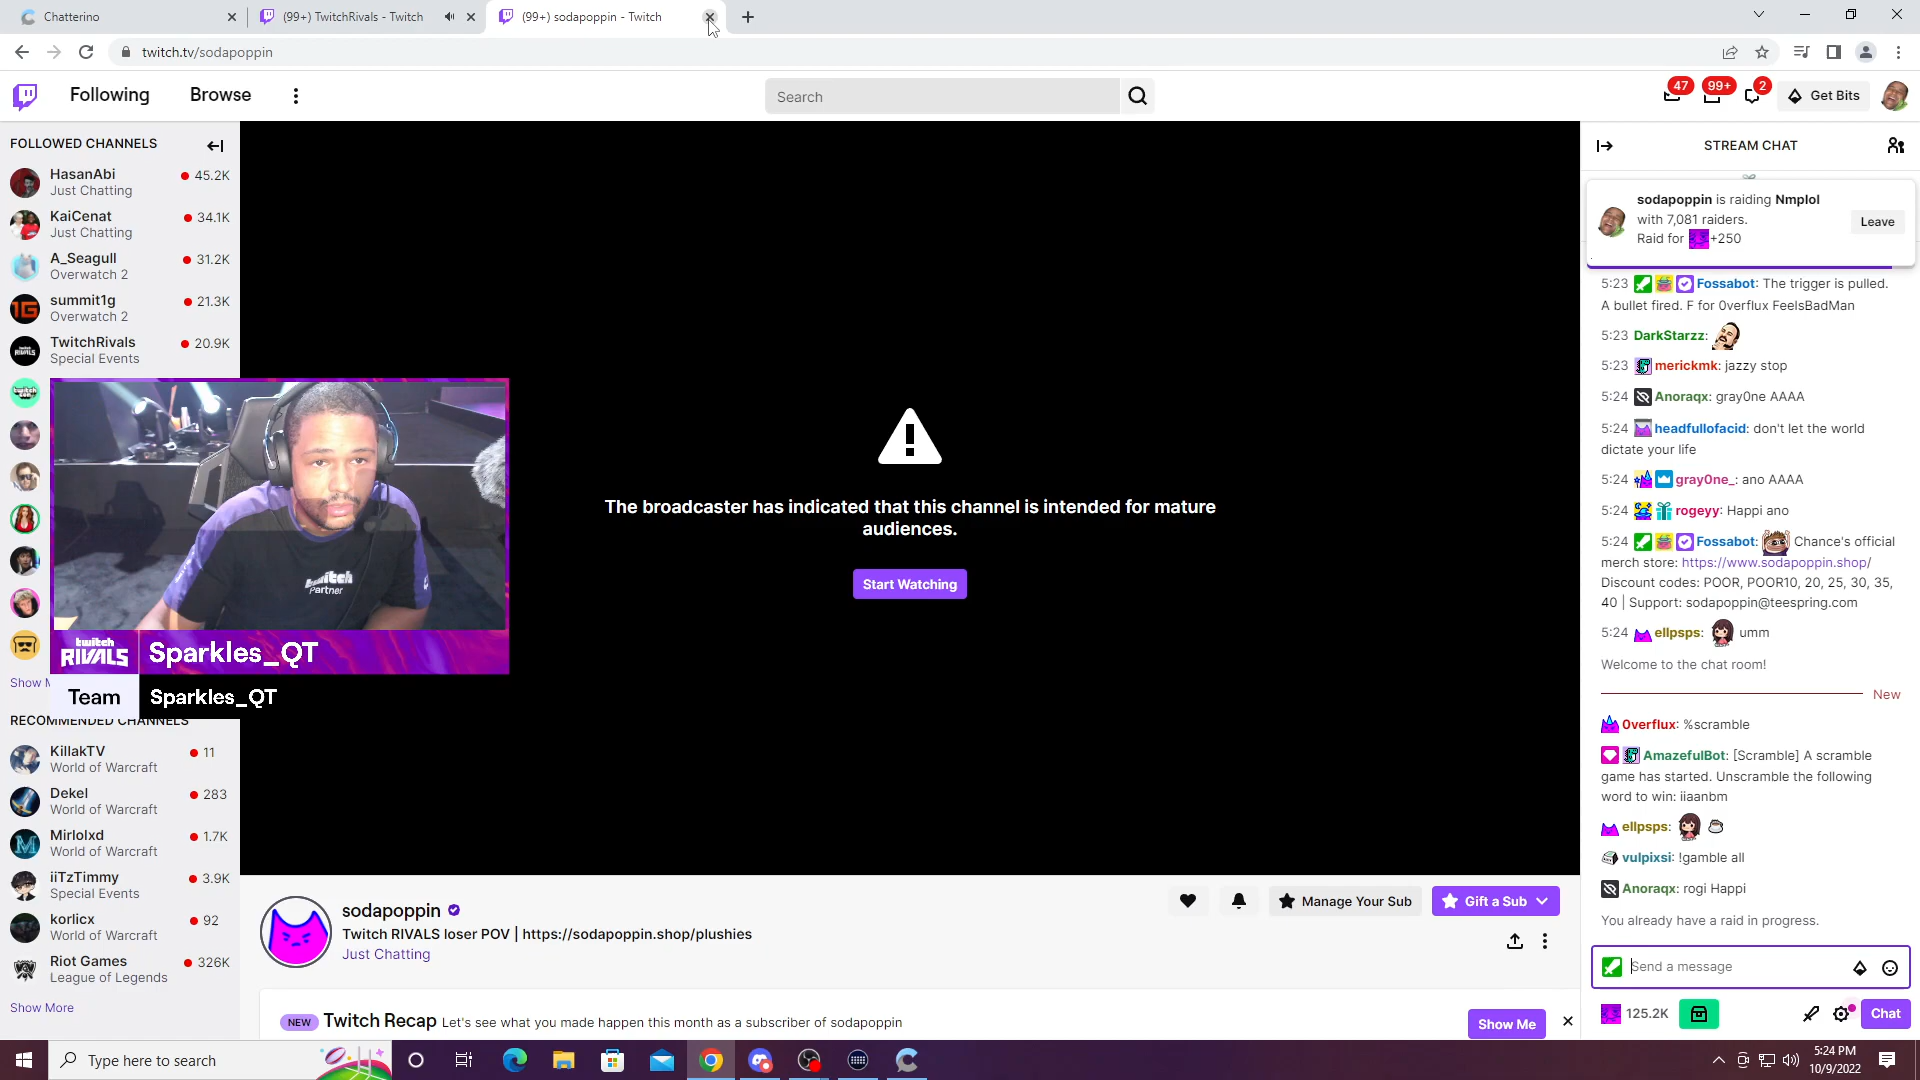 Chatterino
(99+) TwitchRivals - Twitch
(99+) sodapoppin - Twitch
twitch.tv/sodapoppin
Following
Browse
Search
47
99+
2
Get Bits
FOLLOWED CHANNELS
HasanAbi
45.2K
Just Chatting
KaiCenat
34.1K
Just Chatting
A_Seagull
31.2K
Overwatch 2
summit1g
21.3K
Overwatch 2
TwitchRivals
20.9K
Special Events
twitch
Partner
twitch
RIVALS
Sparkles_QT
Team
Sparkles_QT
Show
RECOMMENDED CHANNELS
KillakTV
11
World of Warcraft
Dekel
283
World of Warcraft
Mirlolxd
1.7K
World of Warcraft
iiTzTimmy
3.9K
Special Events
korlicx
92
World of Warcraft
Riot Games
326K
League of Legends
Show More
The broadcaster has indicated that this channel is intended for mature
audiences.
Start Watching
sodapoppin
Twitch RIVALS loser POV | https://sodapoppin.shop/plushies
Just Chatting
Manage Your Sub
Gift a Sub
NEW Twitch Recap Let's see what you made happen this month as a subscriber of sodapoppin
Show Me
STREAM CHAT
sodapoppin is raiding Nmplol
with 7,081 raiders.
Raid for +250
Leave
5:23 Fossabot: The trigger is pulled.
A bullet fired. F for 0verflux FeelsBadMan
5:23 DarkStarzz:
5:23 merickmk: jazzy stop
5:24 Anoraqx: gray0ne AAAA
5:24 headfullofacid: don't let the world
dictate your life
5:24 gray0ne_: ano AAAA
5:24 rogeyy: Happi ano
5:24 Fossabot: Chance's official
merch store: https://www.sodapoppin.shop/
Discount codes: POOR, POOR10, 20, 25, 30, 35,
40 | Support: sodapoppin@teespring.com
5:24 ellpsps: umm
Welcome to the chat room!
New
0verflux: %scramble
AmazefulBot: [Scramble] A scramble
game has started. Unscramble the following
word to win: iiaanbm
ellpsps:
vulpixsi: !gamble all
Anoraqx: rogi Happi
You already have a raid in progress.
Send a message
125.2K
Chat
Type here to search
5:24 PM
10/9/2022